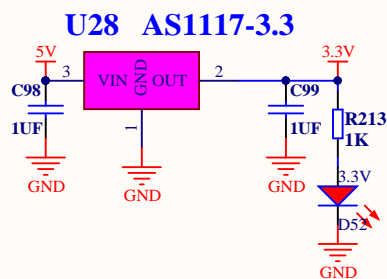 U28 AS1117-3.3
5V
3.3V
C98
3
VIN
GND
OUT
2
C99
1UF
1
1UF
R213
1K
GND
GND
GND
3.3V
D52
GND